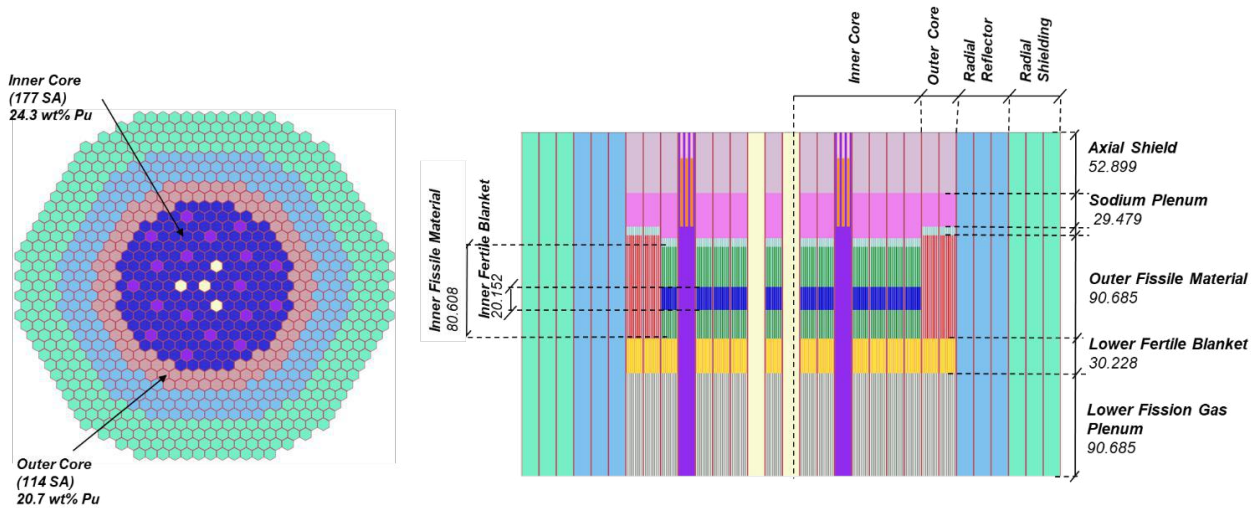 Inner Core
(177 SA)
24.3 wt% Pu
Outer Core
(114 SA)
20.7 wt% Pu
Inner Fissile Material
80.608
Inner Fertile Blanket
20.152
Inner Core
Outer Core
Radial
Reflector
Radial
Shielding
Axial Shield
52.899
Sodium Plenum
29.479
Outer Fissile Material
90.685
Lower Fertile Blanket
30.228
Lower Fission Gas
Plenum
90.685